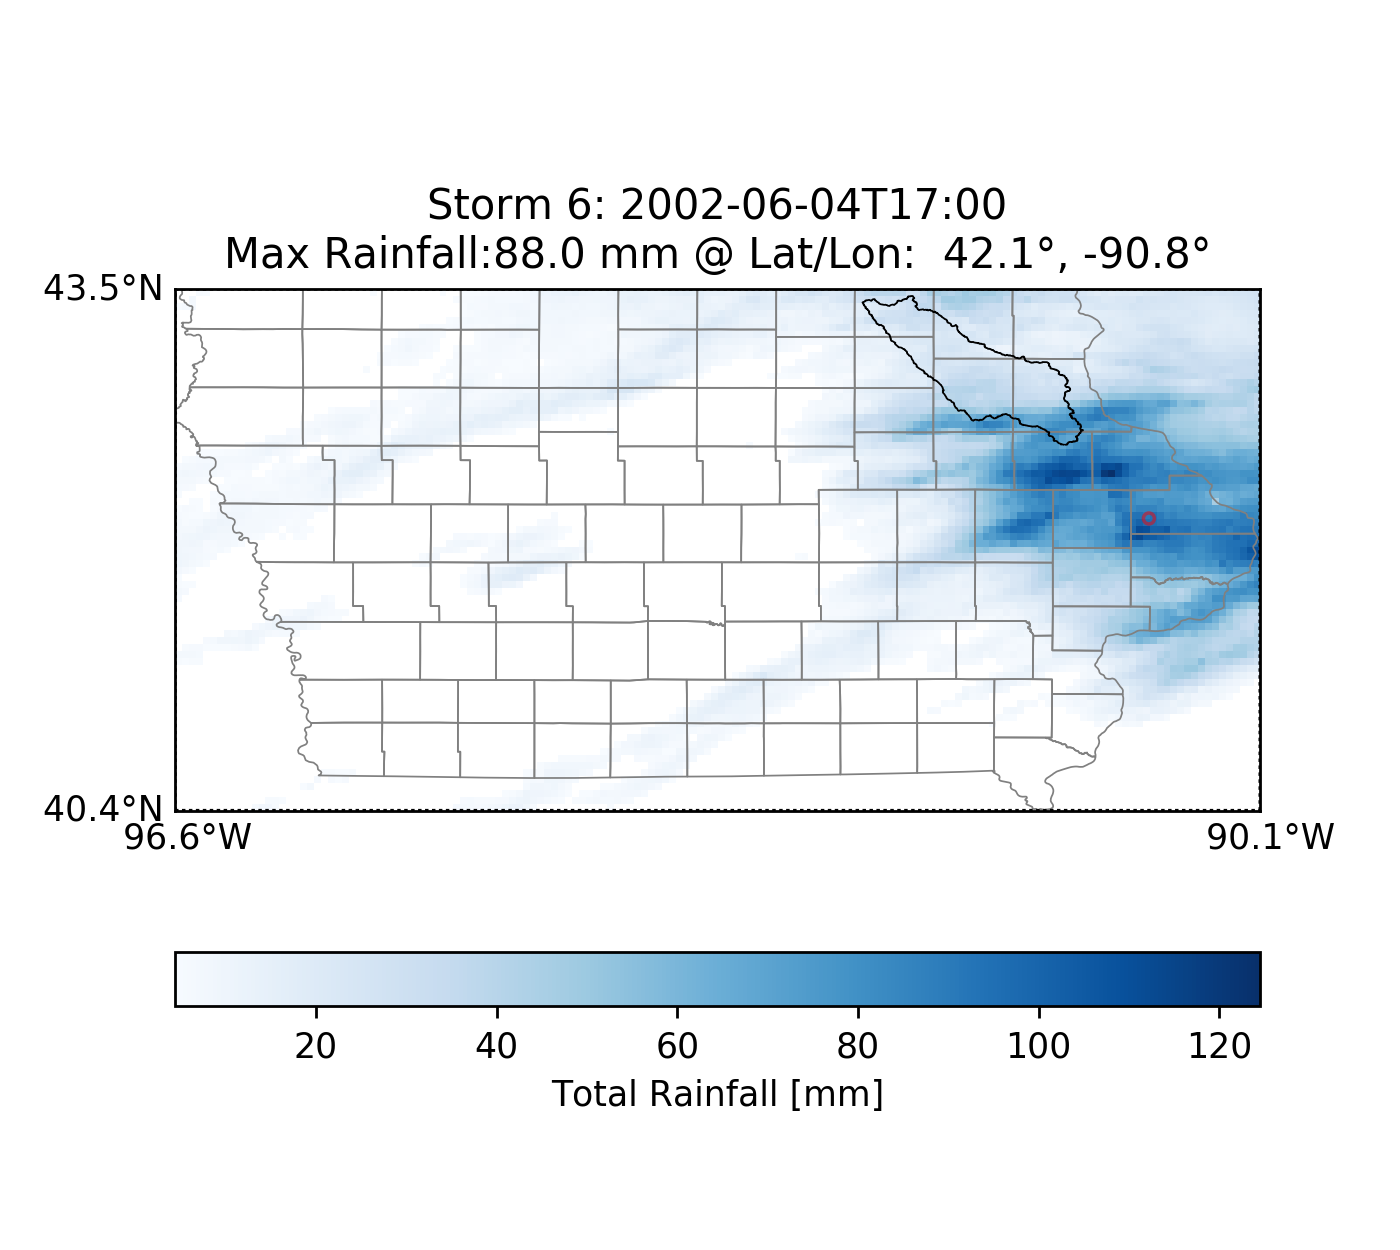 Storm 6: 2002-06-04T17:00
Max Rainfall:88.0 mm @ Lat/Lon:  42.1°, -90.8°
43.5°N
40.4°N
96.6°W 90.1°W
20 40 60 80 100 120
Total Rainfall [mm]